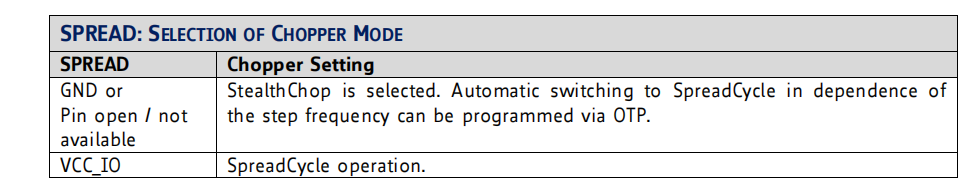 SPREAD: SELECTION OF CHOPPER MODE
SPREAD Chopper Setting
GND or StealthChop is selected. Automatic switching to SpreadCycle in dependence of
Pin open / not the step frequency can be programmed via OTP.
available
VCC_IO SpreadCycle operation.